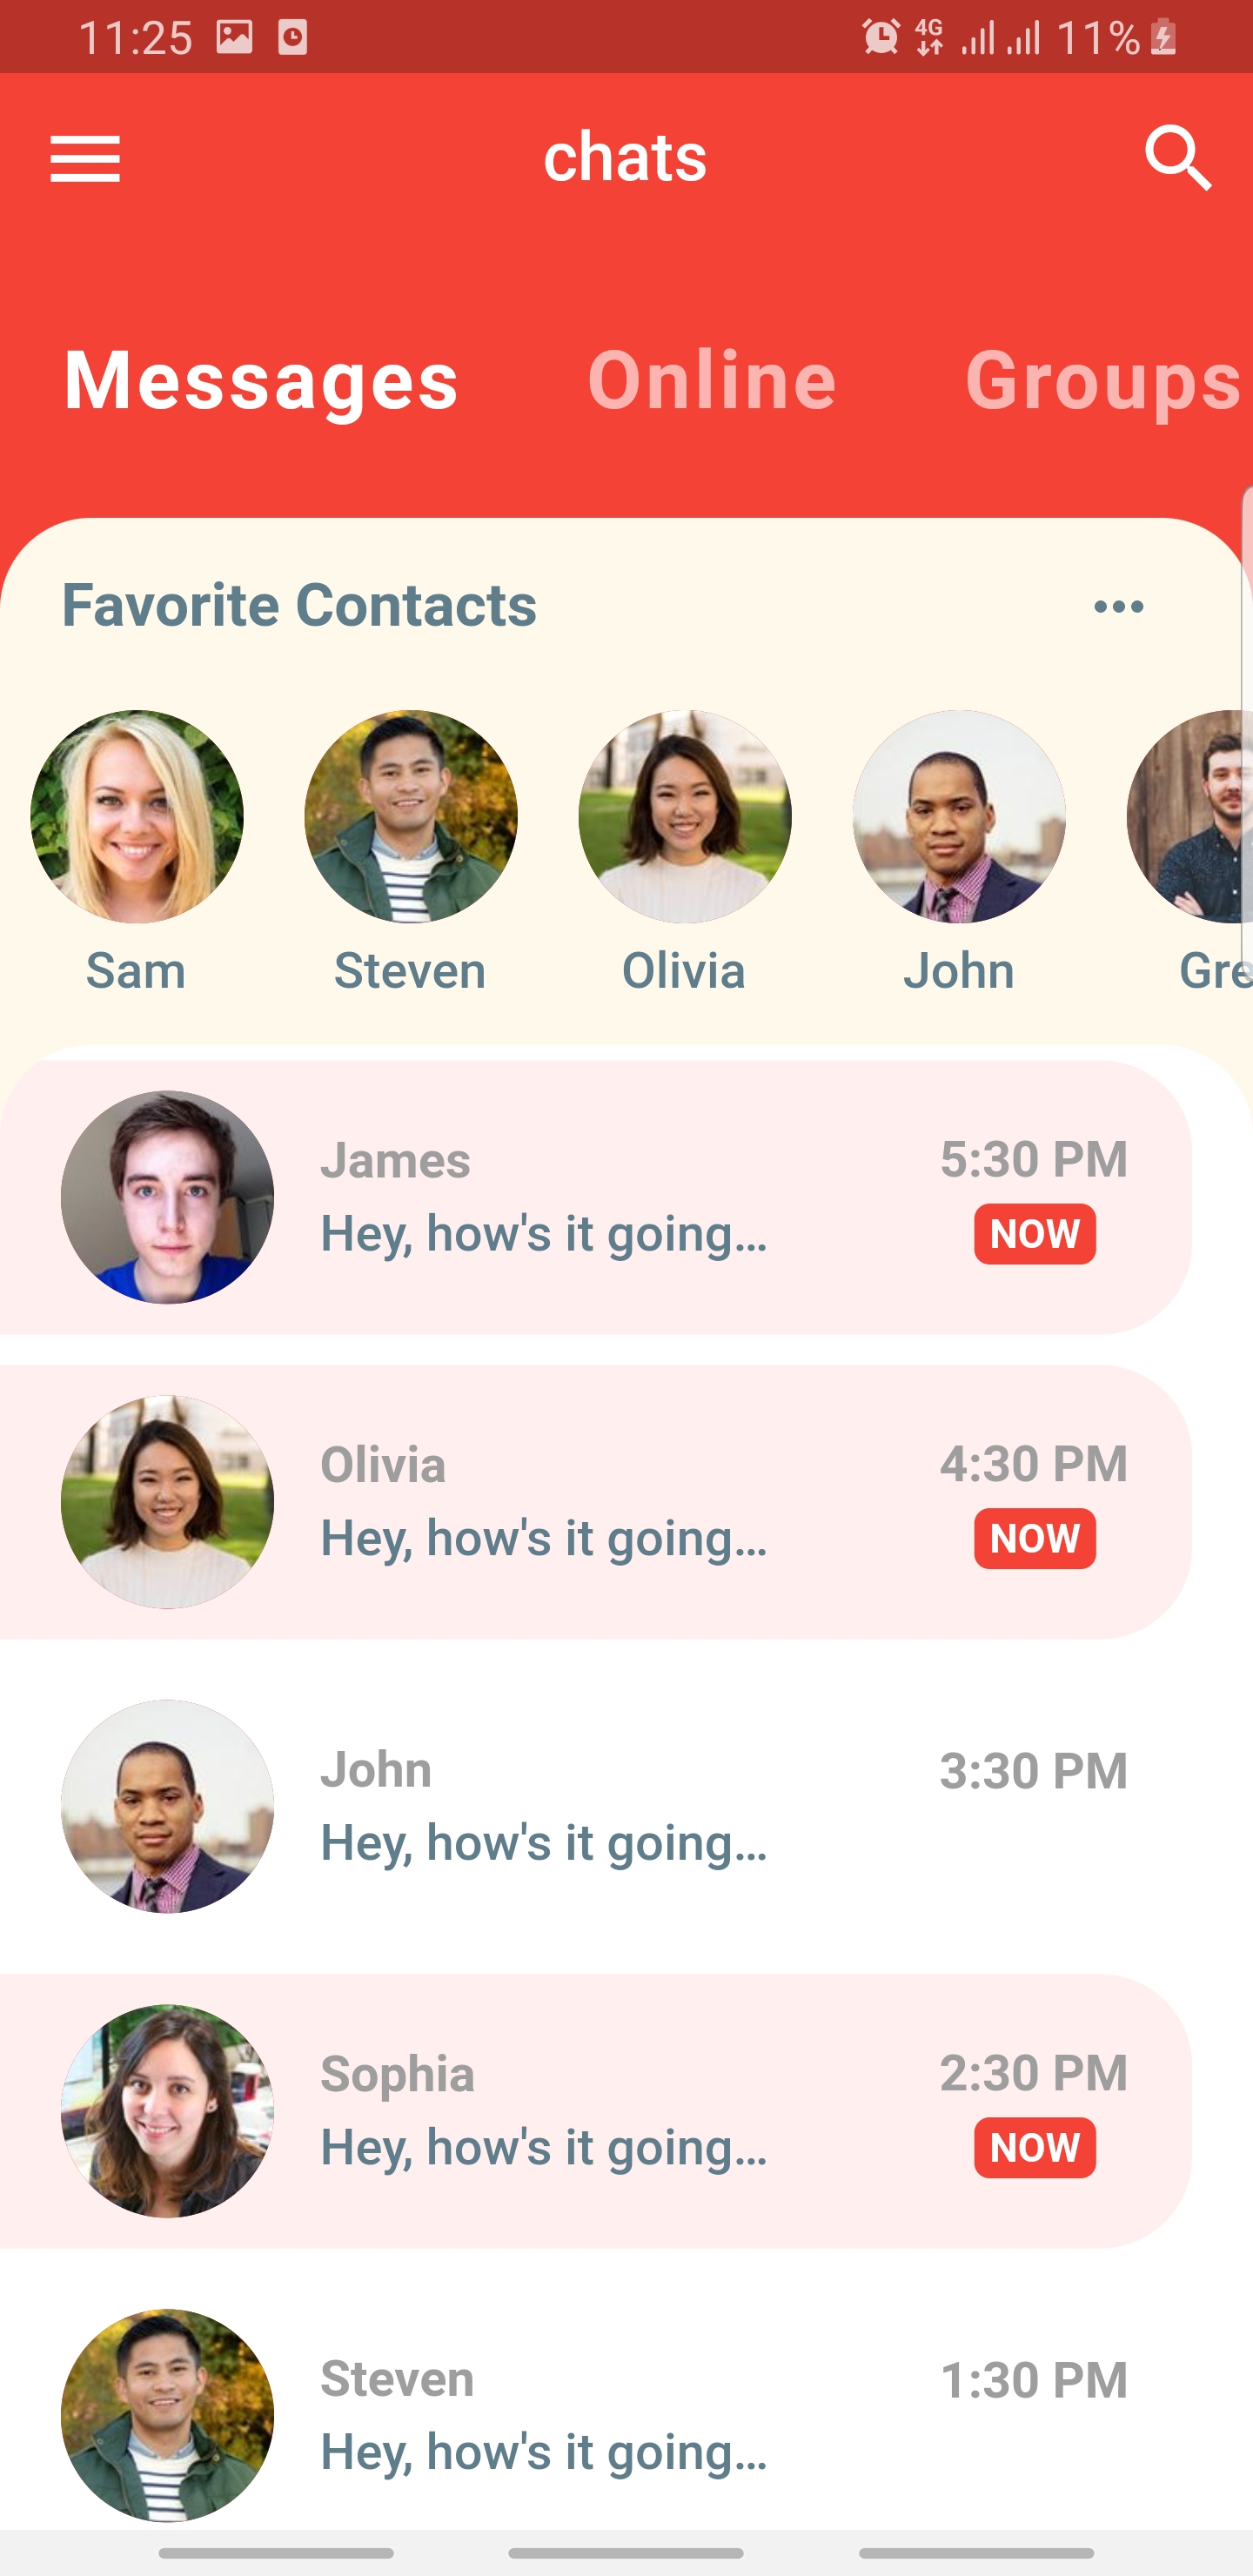 11:25 4G 11%
chats
Messages Online Groups
Favorite Contacts
Sam Steven Olivia John Gre
James 5:30 PM
Hey, how's it going... NOW
Olivia 4:30 PM
Hey, how's it going... NOW
John 3:30 PM
Hey, how's it going...
Sophia 2:30 PM
Hey, how's it going... NOW
Steven 1:30 PM
Hey, how's it going...